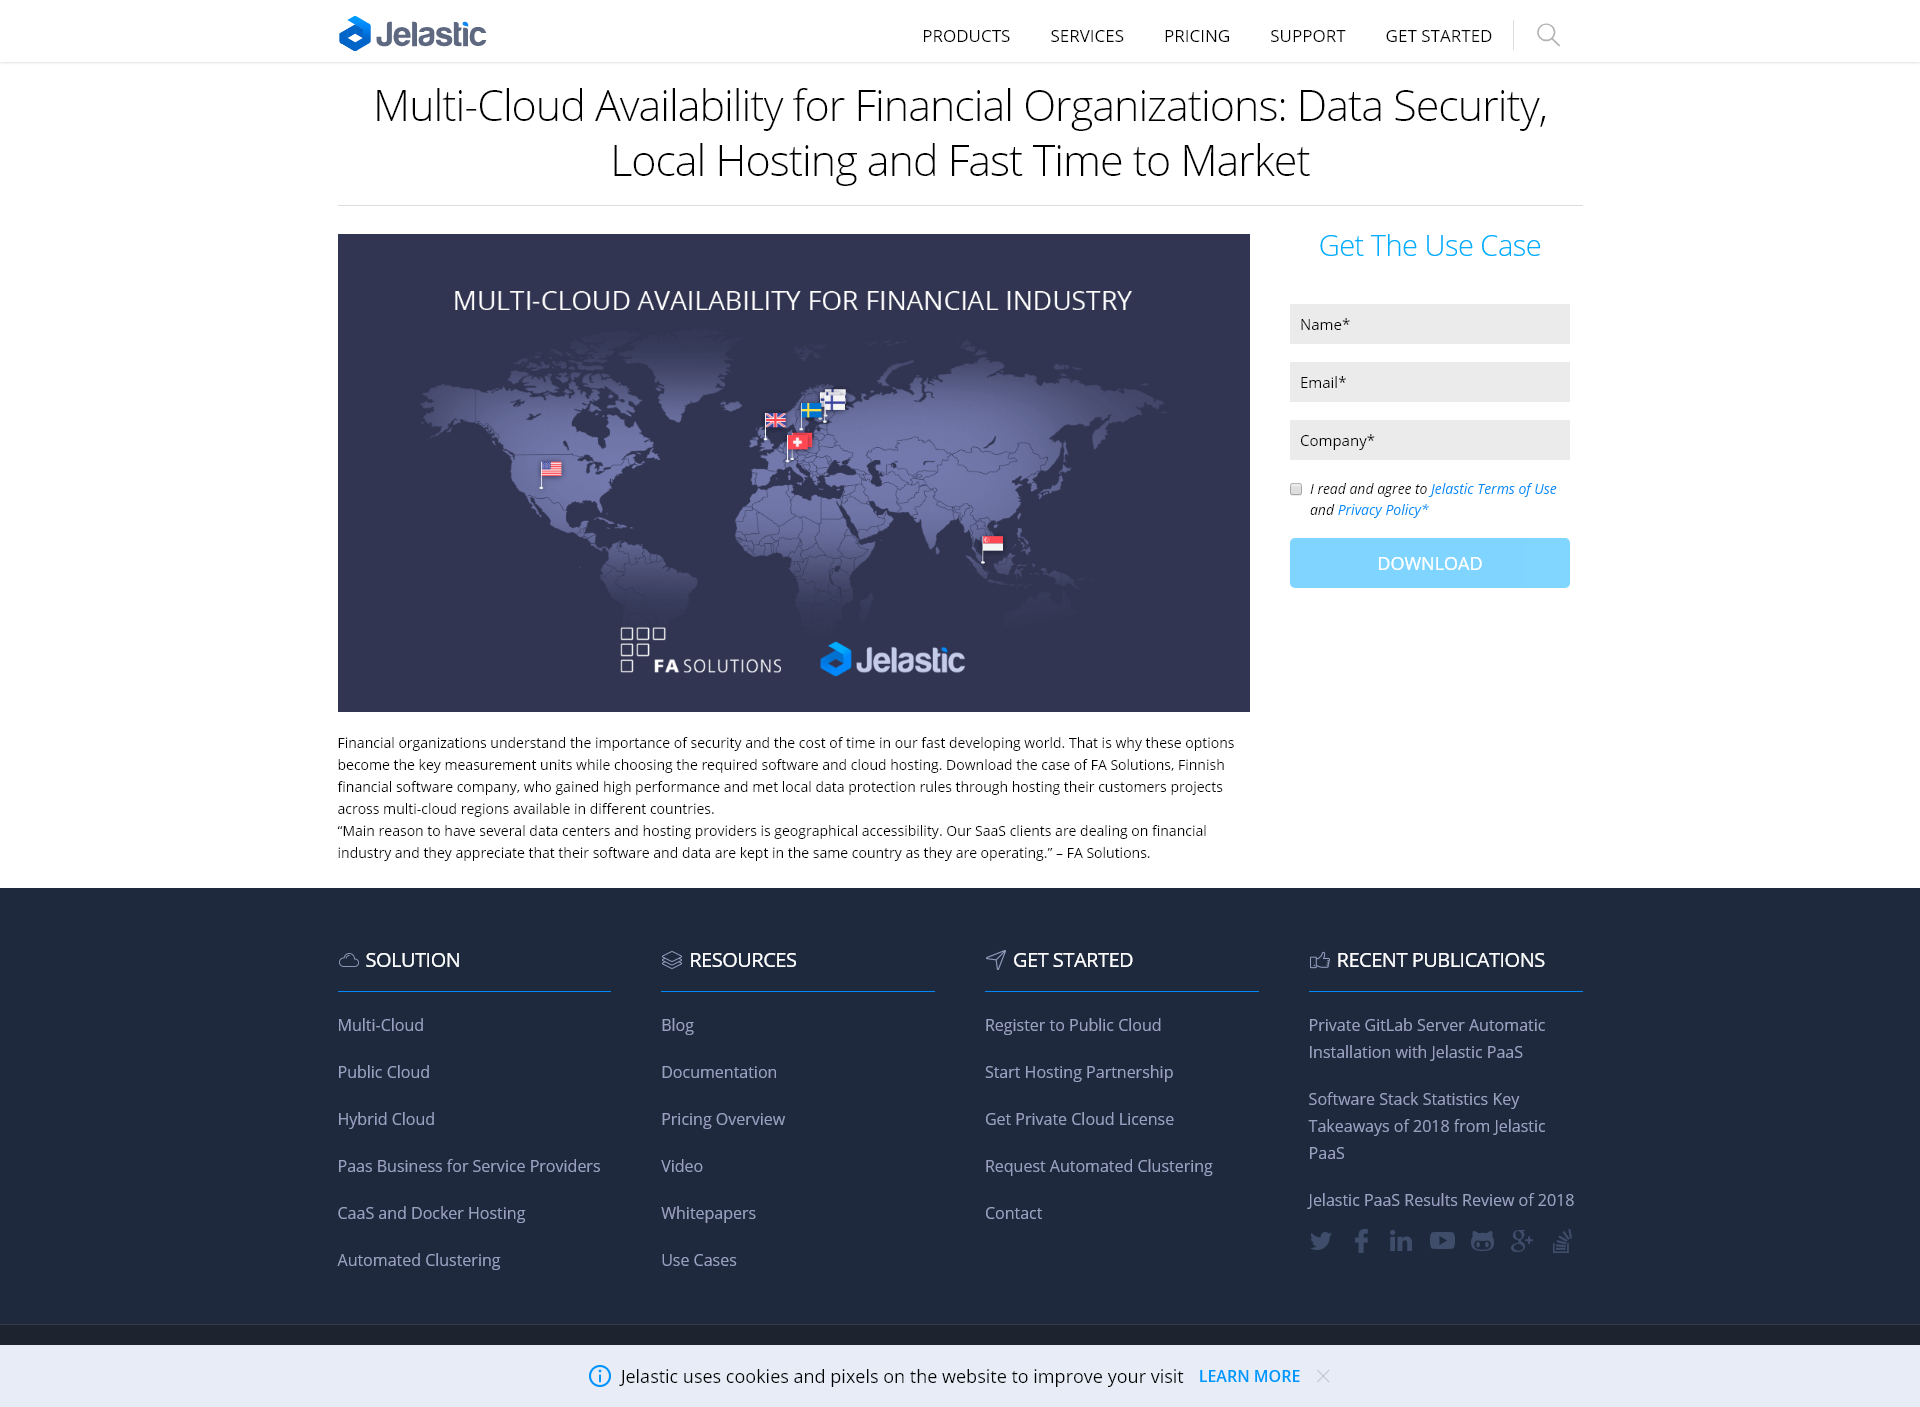 Jelastic
PRODUCTS
SERVICES
PRICING
SUPPORT
GET STARTED
Multi-Cloud Availability for Financial Organizations: Data Security,
Local Hosting and Fast Time to Market
MULTI-CLOUD AVAILABILITY FOR FINANCIAL INDUSTRY
FA SOLUTIONS
Jelastic
Get The Use Case
Name*
Email*
Company*
I read and agree to Jelastic Terms of Use
and Privacy Policy*
DOWNLOAD
Financial organizations understand the importance of security and the cost of time in our fast developing world. That is why these options
become the key measurement units while choosing the required software and cloud hosting. Download the case of FA Solutions, Finnish
financial software company, who gained high performance and met local data protection rules through hosting their customers projects
across multi-cloud regions available in different countries.
“Main reason to have several data centers and hosting providers is geographical accessibility. Our SaaS clients are dealing on financial
industry and they appreciate that their software and data are kept in the same country as they are operating.” – FA Solutions.
SOLUTION
Multi-Cloud
Public Cloud
Hybrid Cloud
Paas Business for Service Providers
CaaS and Docker Hosting
Automated Clustering
RESOURCES
Blog
Documentation
Pricing Overview
Video
Whitepapers
Use Cases
GET STARTED
Register to Public Cloud
Start Hosting Partnership
Get Private Cloud License
Request Automated Clustering
Contact
RECENT PUBLICATIONS
Private GitLab Server Automatic
Installation with Jelastic PaaS
Software Stack Statistics Key
Takeaways of 2018 from Jelastic
PaaS
Jelastic PaaS Results Review of 2018
Jelastic uses cookies and pixels on the website to improve your visit LEARN MORE